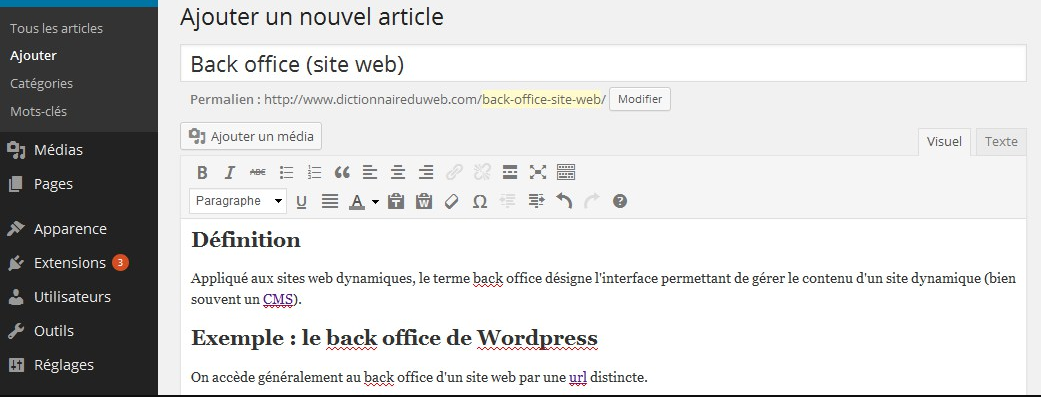 Tous les articles
Ajouter
Catégories
Mots-clés
Médias
Pages
Apparence
Extensions 3
Utilisateurs
Outils
Réglages
Ajouter un nouvel article
Back office (site web)
Permalien : http://www.dictionnaireduweb.com/back-office-site-web/ Modifier
Ajouter un média
Visuel Texte
B I ABC
Paragraphe U A T W Ω ?
Définition
Appliqué aux sites web dynamiques, le terme back office désigne l'interface permettant de gérer le contenu d'un site dynamique (bien
souvent un CMS).
Exemple : le back office de Wordpress
On accède généralement au back office d'un site web par une url distincte.